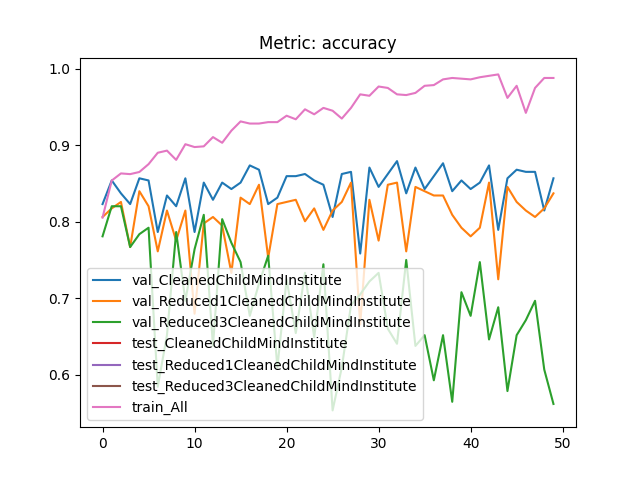 Metric: accuracy
1.0
0.9
0.8
0.7
0.6
val_CleanedChildMindInstitute
val_Reduced1CleanedChildMindInstitute
val_Reduced3CleanedChildMindInstitute
test_CleanedChildMindInstitute
test_Reduced1CleanedChildMindInstitute
test_Reduced3CleanedChildMindInstitute
train_All
0 10 20 30 40 50